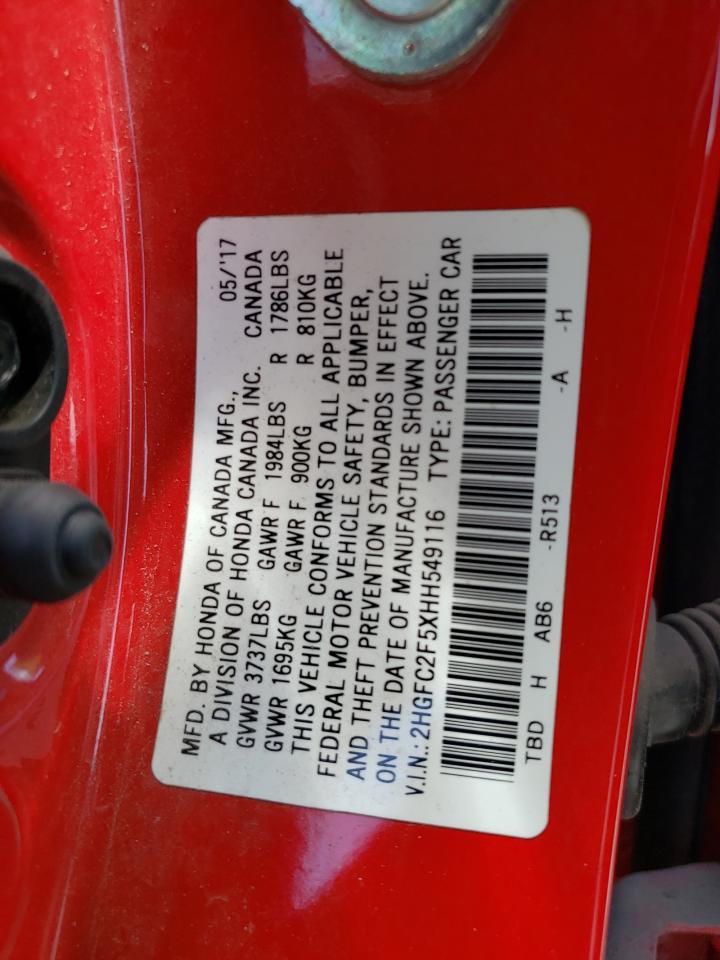 MFD. BY HONDA OF CANADA MFG., 05/'17
A DIVISION OF HONDA CANADA INC. CANADA
GVWR 3737LBS GAWR F 1984LBS R 1786LBS
GVWR 1695KG GAWR F 900KG R 810KG
THIS VEHICLE CONFORMS TO ALL APPLICABLE
FEDERAL MOTOR VEHICLE SAFETY, BUMPER,
AND THEFT PREVENTION STANDARDS IN EFFECT
ON THE DATE OF MANUFACTURE SHOWN ABOVE.
V.I.N.: 2HGFC2F5XHH549116 TYPE: PASSENGER CAR
TBD H AB6 -R513 -A -H